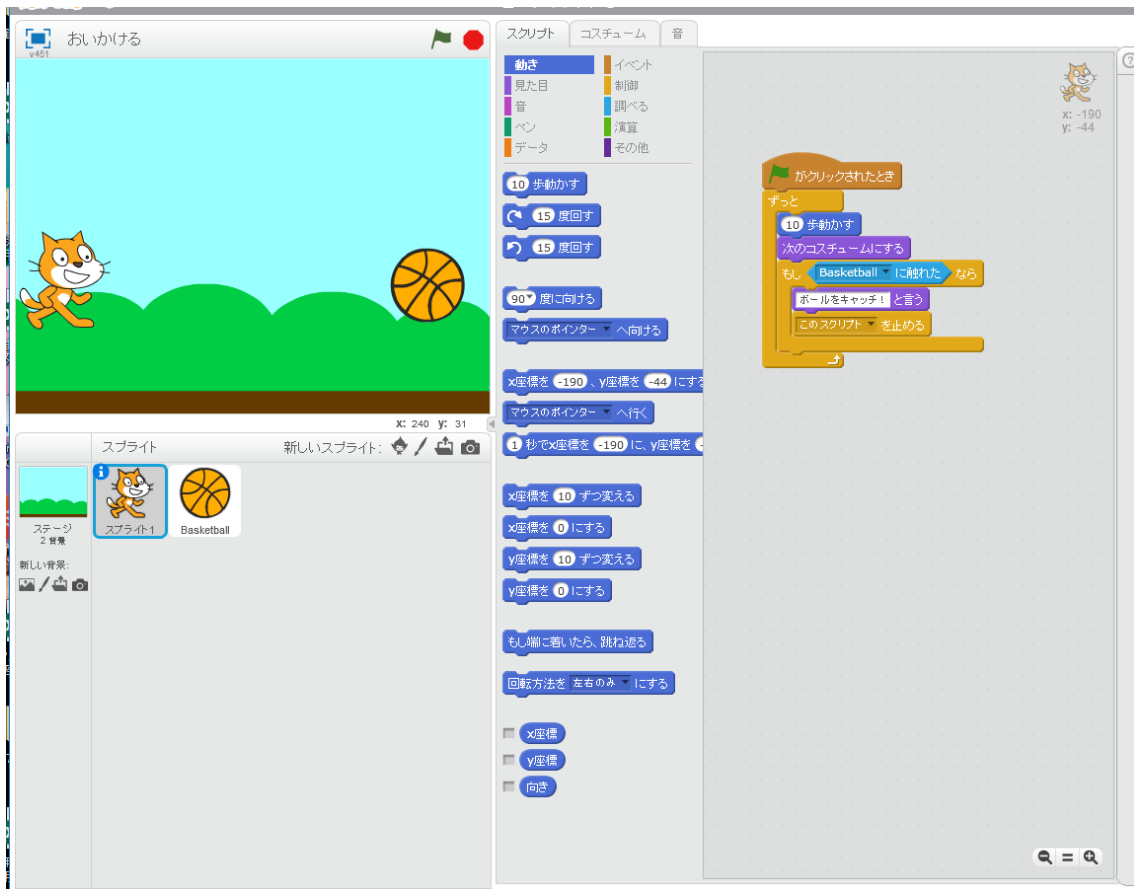 おいかける
v451
x: 240 y: 31
スプライト 新しいスプライト:
ステージ
2 背景
新しい背景:
スプライト1
Basketball
スクリプト コスチューム 音
動き イベント
見た目 制御
音 調べる
ペン 演算
データ その他
10 歩動かす
15 度回す
15 度回す
90 度に向ける
マウスのポインター へ向ける
x座標を -190 、y座標を -44 にする
マウスのポインター へ行く
1 秒でx座標を -190 に、y座標を
x座標を 10 ずつ変える
x座標を 0 にする
y座標を 10 ずつ変える
y座標を 0 にする
もし端に着いたら、跳ね返る
回転方法を 左右のみ にする
x座標
y座標
向き
x: -190
y: -44
がクリックされたとき
ずっと
10 歩動かす
次のコスチュームにする
もし Basketball に触れた なら
ボールをキャッチ! と言う
このスクリプト を止める